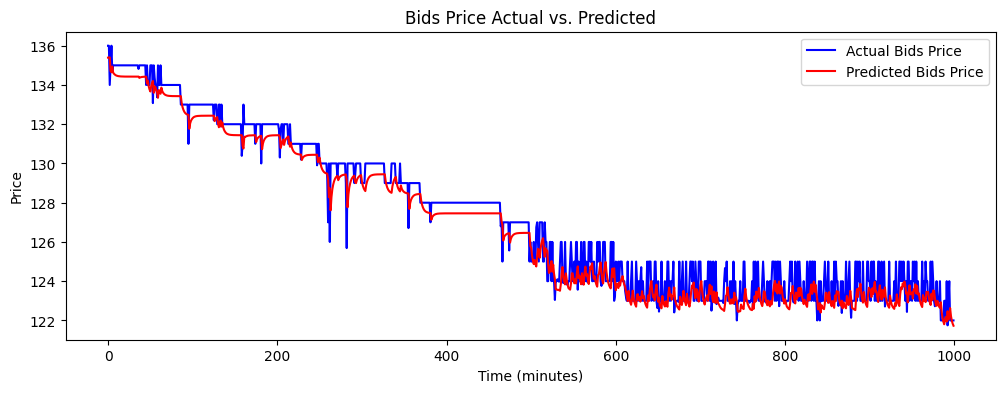 Bids Price Actual vs. Predicted
Actual Bids Price
Predicted Bids Price
Price
136
134
132
130
128
126
124
122
0
200
400
600
800
1000
Time (minutes)